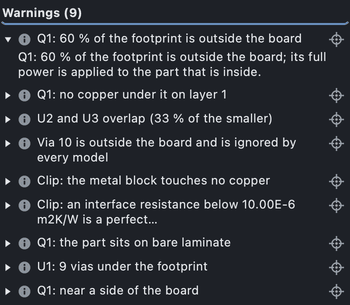 Warnings (9)
Q1: 60 % of the footprint is outside the board
Q1: 60 % of the footprint is outside the board; its full
power is applied to the part that is inside.
Q1: no copper under it on layer 1
U2 and U3 overlap (33 % of the smaller)
Via 10 is outside the board and is ignored by
every model
Clip: the metal block touches no copper
Clip: an interface resistance below 10.00E-6
m2K/W is a perfect...
Q1: the part sits on bare laminate
U1: 9 vias under the footprint
Q1: near a side of the board